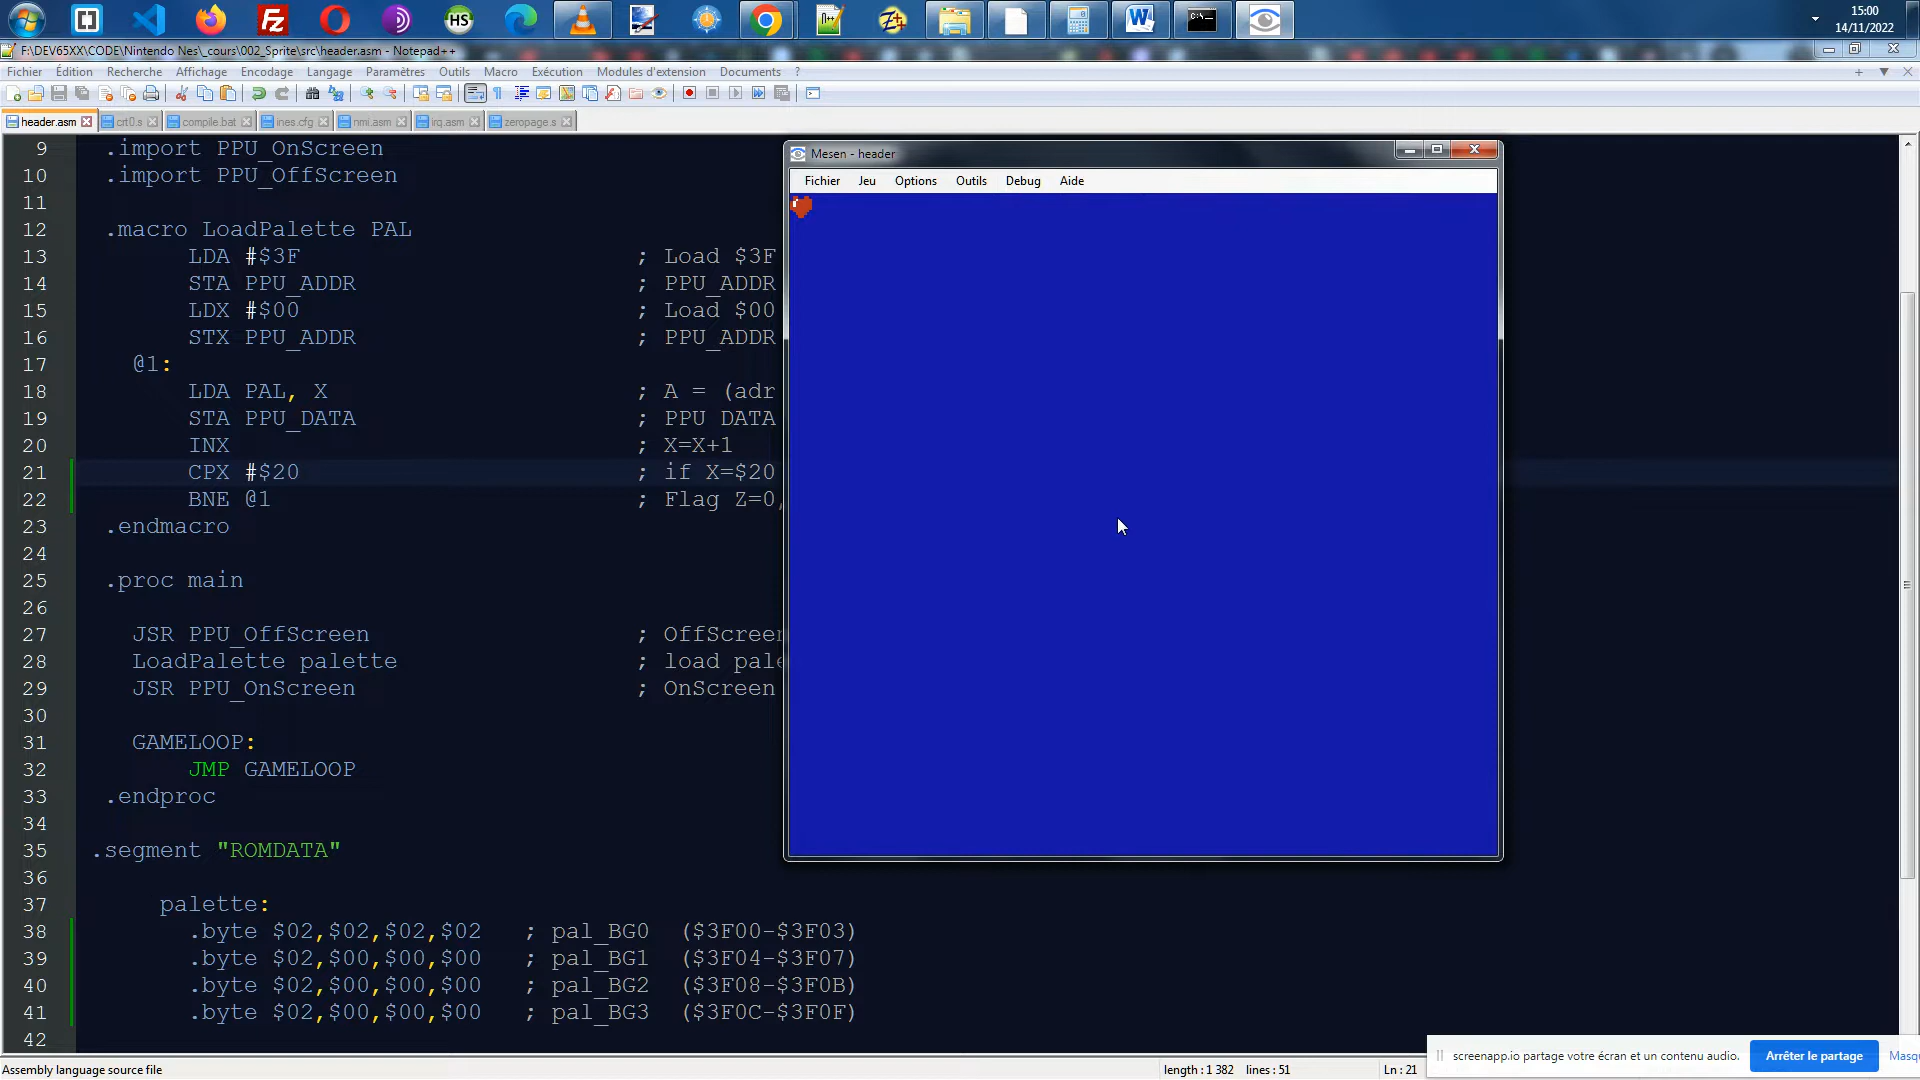 15:00
14/11/2022
HS
F:\DEV65XX\CODE\Nintendo Nes\_cours\002_Sprite\src\header.asm - Notepad++
Fichier Édition Recherche Affichage Encodage Langage Paramètres Outils Macro Exécution Modules d'extension Documents ?
header.asm crt0.s compile.bat ines.cfg nmi.asm irq.asm zeropage.s
9 .import PPU_OnScreen
10 .import PPU_OffScreen
11
12 .macro LoadPalette PAL
13 LDA #$3F ; Load $3F
14 STA PPU_ADDR ; PPU_ADDR
15 LDX #$00 ; Load $00
16 STX PPU_ADDR ; PPU_ADDR
17 @1:
18 LDA PAL, X ; A = (adr
19 STA PPU_DATA ; PPU DATA
20 INX ; X=X+1
21 CPX #$20 ; if X=$20
22 BNE @1 ; Flag Z=0,
23 .endmacro
24
25 .proc main
26
27 JSR PPU_OffScreen ; OffScreen
28 LoadPalette palette ; load pale
29 JSR PPU_OnScreen ; OnScreen
30
31 GAMELOOP:
32 JMP GAMELOOP
33 .endproc
34
35 .segment "ROMDATA"
36
37 palette:
38 .byte $02,$02,$02,$02 ; pal_BG0 ($3F00-$3F03)
39 .byte $02,$00,$00,$00 ; pal_BG1 ($3F04-$3F07)
40 .byte $02,$00,$00,$00 ; pal_BG2 ($3F08-$3F0B)
41 .byte $02,$00,$00,$00 ; pal_BG3 ($3F0C-$3F0F)
42
Mesen - header
Fichier Jeu Options Outils Debug Aide
screenapp.io partage votre écran et un contenu audio. Arrêter le partage Masq
Assembly language source file length : 1 382 lines : 51 Ln : 21